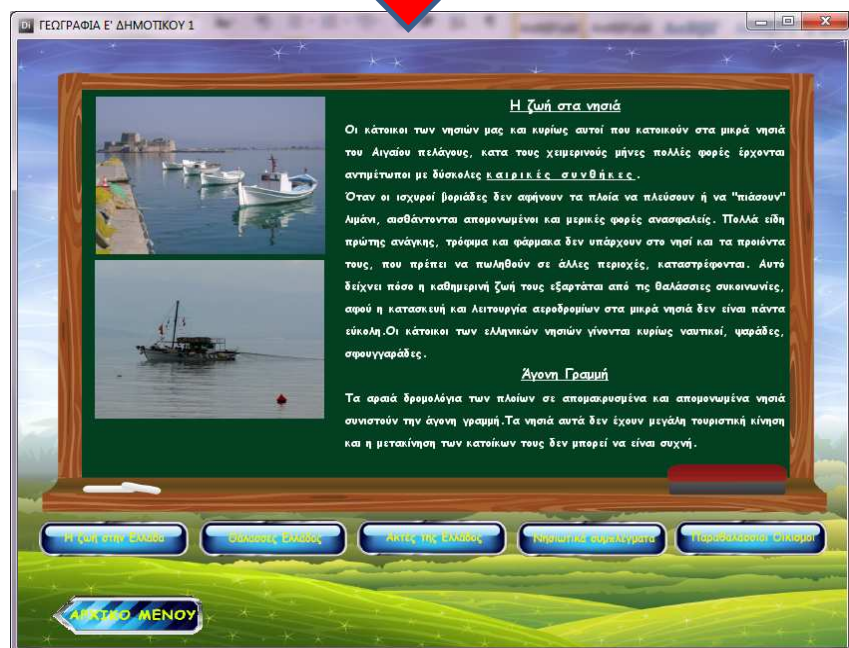 ΓΕΩΓΡΑΦΙΑ Ε' ΔΗΜΟΤΙΚΟΥ 1
Η ζωή στα νησιά
Οι κάτοικοι των νησιών μας και κυρίως αυτοί που κατοικούν στα μικρά νησιά
του Αιγαίου πελάγους, κατα τους χειμερινούς μήνες πολλές φορές έρχονται
αντιμέτωποι με δύσκολες καιρικές συνθήκες.
Όταν οι ισχυροί βοριάδες δεν αφήνουν τα πλοία να πλεύσουν ή να "πιάσουν"
λιμάνι, αισθάντονται απομονωμένοι και μερικές φορές ανασφαλείς. Πολλά είδη
πρώτης ανάγκης, τρόφιμα και φάρμακα δεν υπάρχουν στο νησί και τα προιόντα
τους, που πρέπει να πωληθούν σε άλλες περιοχές, καταστρέφονται. Αυτό
δείχνει πόσο η καθημερινή ζωή τους εξαρτάται από τις θαλάσσιες συκοινωνίες,
αφού η κατασκευή και λειτουργία αεροδρομίων στα μικρά νησιά δεν είναι πάντα
εύκολη.Οι κάτοικοι των ελληνικών νησιών γίνονται κυρίως ναυτικοί, ψαράδες,
σφουγγαράδες.
Άγονη Γραμμή
Τα αραιά δρομολόγια των πλοίων σε απομακρυσμένα και απομονωμένα νησιά
συνιστούν την άγονη γραμμή.Τα νησιά αυτά δεν έχουν μεγάλη τουριστική κίνηση
και η μετακίνηση των κατοίκων τους δεν μπορεί να είναι συχνή.
Η ζωή στην Ελλάδα
Θάλασσες Ελλάδος
Ακτές της Ελλάδος
Νησιωτικά συμπλέγματα
Παραθαλάσσιοι Οικισμοί
ΑΡΧΙΚΟ ΜΕΝΟΥ